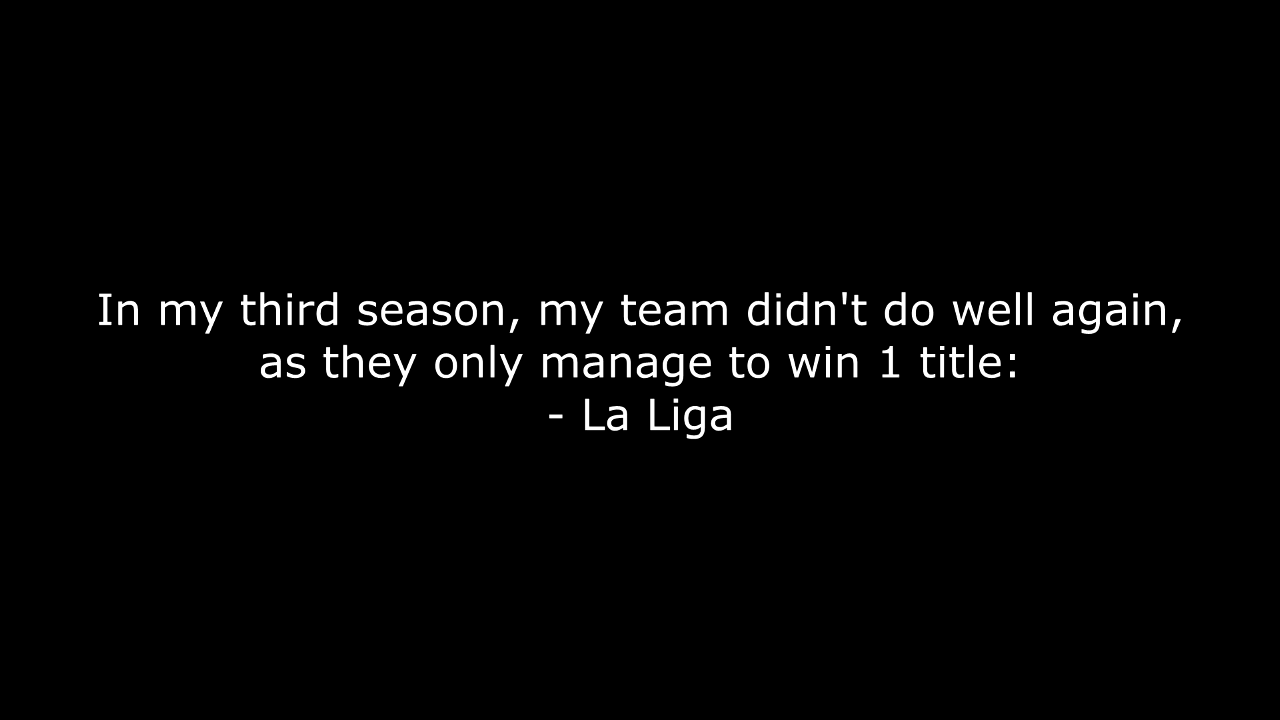 In my third season, my team didn't do well again,
as they only manage to win 1 title:
- La Liga